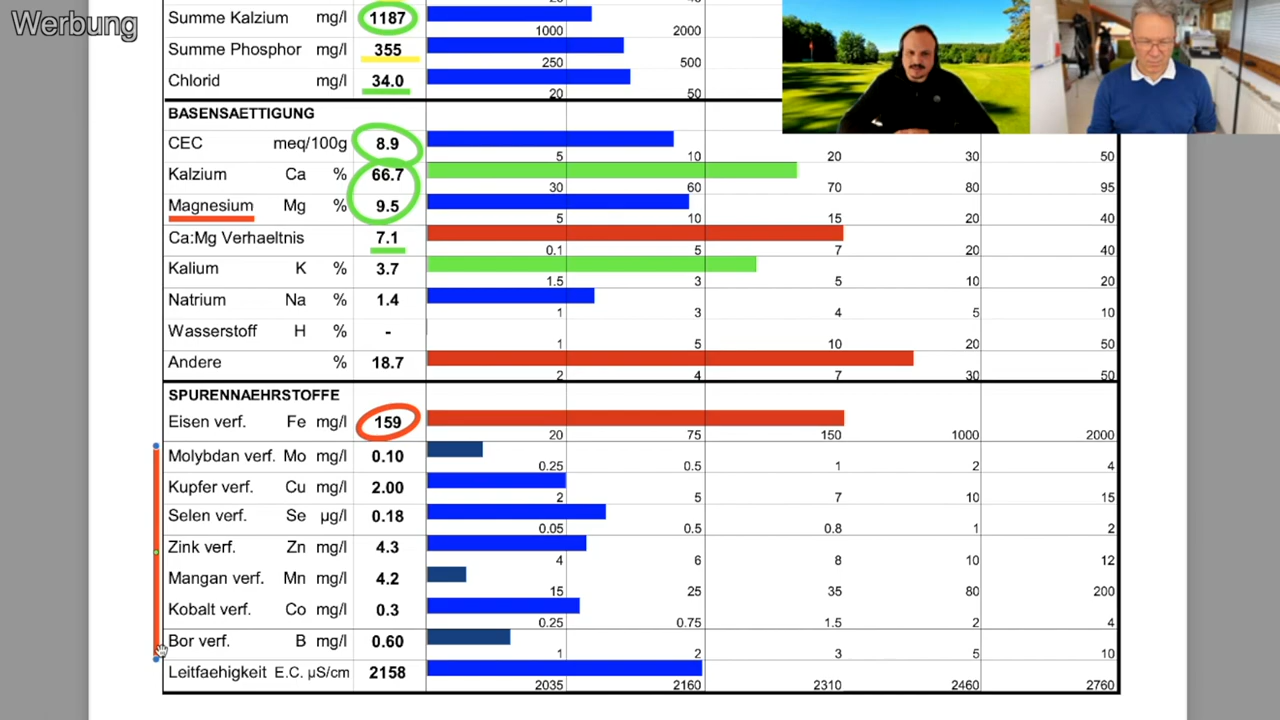 Werbung
Summe Kalzium mg/l 1187
1000 2000
Summe Phosphor mg/l 355
250 500
Chlorid mg/l 34.0
20 50
BASENSAETTIGUNG
CEC meq/100g 8.9
5 10 20 30 50
Kalzium Ca % 66.7
30 60 70 80 95
Magnesium Mg % 9.5
5 10 15 20 40
Ca:Mg Verhaeltnis 7.1
0.1 5 7 20 40
Kalium K % 3.7
1.5 3 5 10 20
Natrium Na % 1.4
1 3 4 5 10
Wasserstoff H % -
1 5 10 20 50
Andere % 18.7
2 4 7 30 50
SPURENNAEHRSTOFFE
Eisen verf. Fe mg/l 159
20 75 150 1000 2000
Molybdan verf. Mo mg/l 0.10
0.25 0.5 1 2 4
Kupfer verf. Cu mg/l 2.00
2 5 7 10 15
Selen verf. Se µg/l 0.18
0.05 0.5 0.8 1 2
Zink verf. Zn mg/l 4.3
4 6 8 10 12
Mangan verf. Mn mg/l 4.2
15 25 35 80 200
Kobalt verf. Co mg/l 0.3
0.25 0.75 1.5 2 4
Bor verf. B mg/l 0.60
1 2 3 5 10
Leitfaehigkeit E.C. µS/cm 2158
2035 2160 2310 2460 2760